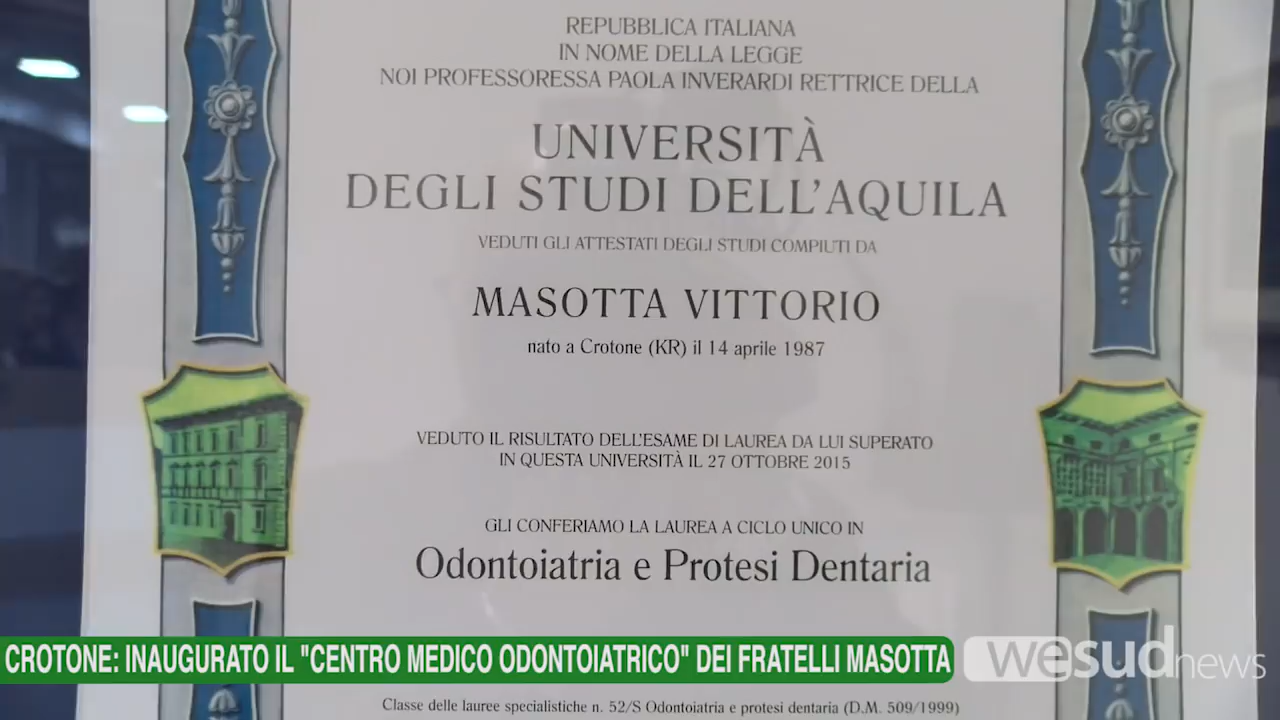 REPUBBLICA ITALIANA
IN NOME DELLA LEGGE
NOI PROFESSORESSA PAOLA INVERARDI RETTRICE DELLA
UNIVERSITÀ
DEGLI STUDI DELL'AQUILA
VEDUTI GLI ATTESTATI DEGLI STUDI COMPIUTI DA
MASOTTA VITTORIO
nato a Crotone (KR) il 14 aprile 1987
VEDUTO IL RISULTATO DELL'ESAME DI LAUREA DA LUI SUPERATO
IN QUESTA UNIVERSITÀ IL 27 OTTOBRE 2015
GLI CONFERIAMO LA LAUREA A CICLO UNICO IN
Odontoiatria e Protesi Dentaria
CROTONE: INAUGURATO IL "CENTRO MEDICO ODONTOIATRICO" DEI FRATELLI MASOTTA
wesudnews
Classe delle lauree specialistiche n. 52/S Odontoiatria e protesi dentaria (D.M. 509/1999)